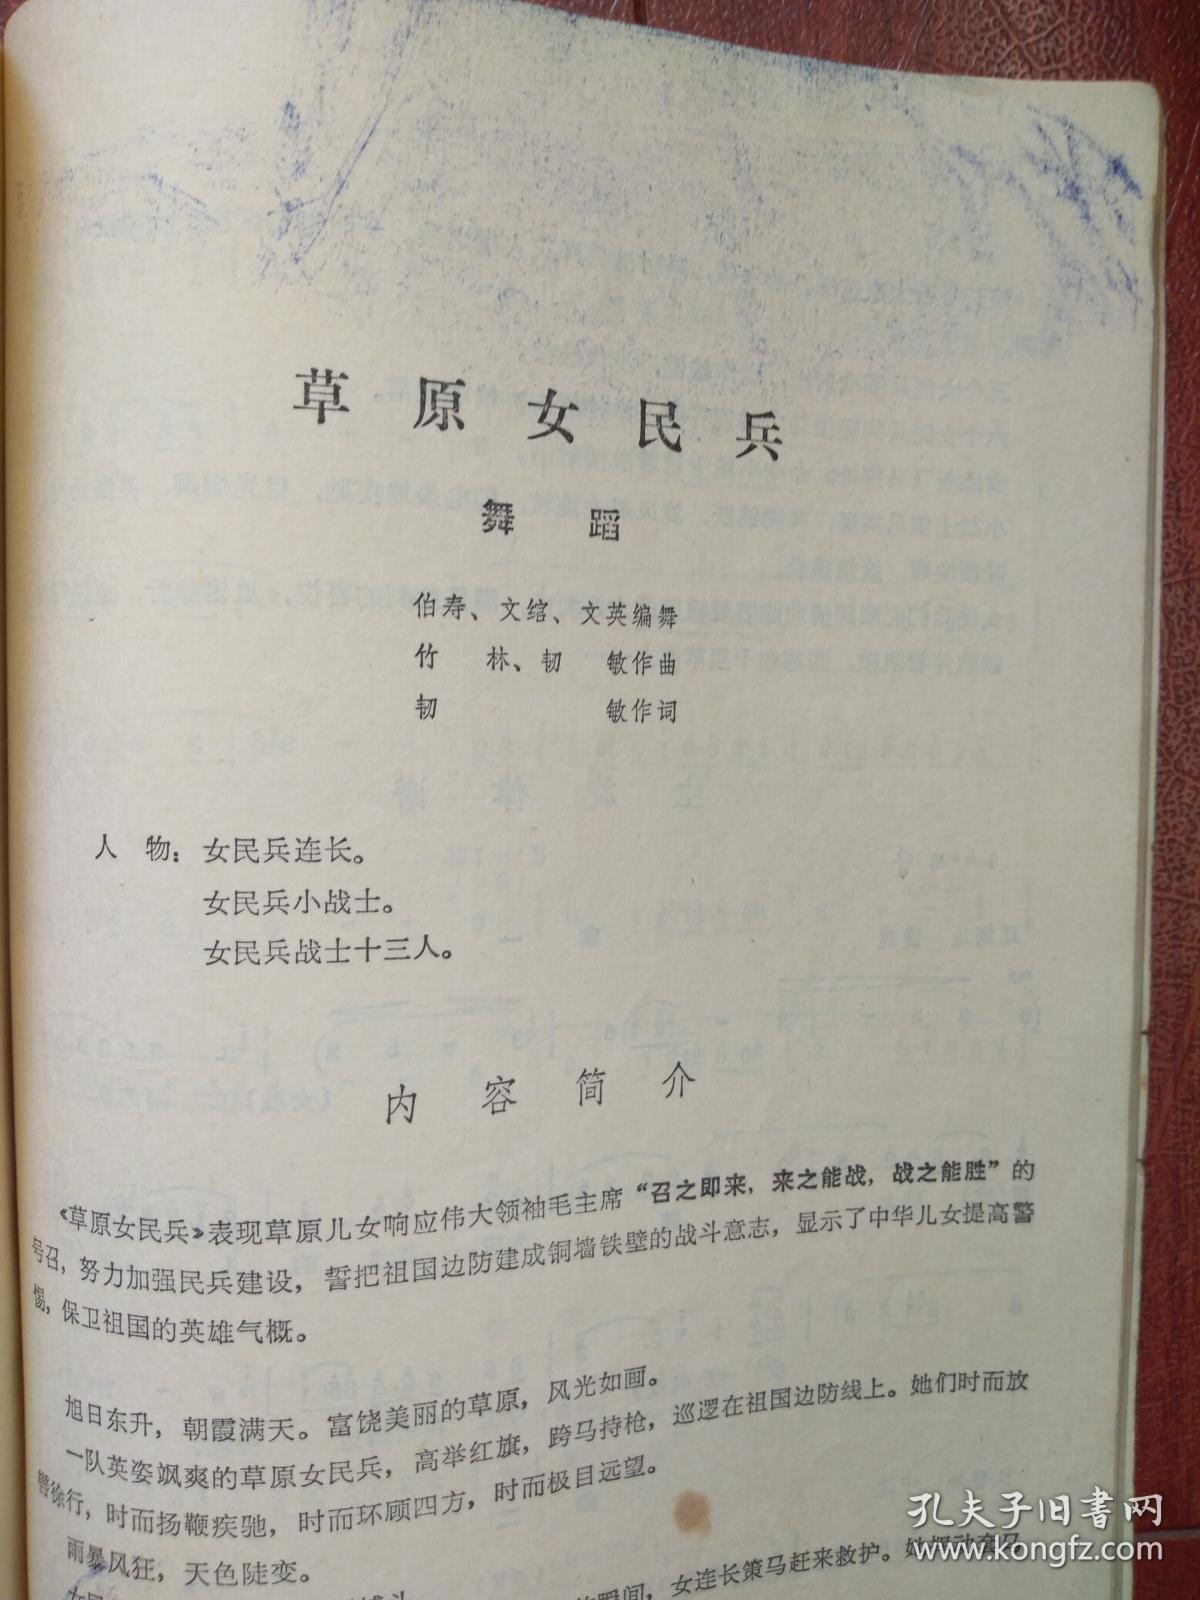 草原女民兵
舞蹈
伯寿、文绾、文英编舞
竹林、韧敏作曲
韧敏作词
人物：女民兵连长。
女民兵小战士。
女民兵战士十三人。
内容简介
《草原女民兵》表现草原儿女响应伟大领袖毛主席“召之即来，来之能战，战之能胜”的
号召，努力加强民兵建设，誓把祖国边防建成铜墙铁壁的战斗意志，显示了中华儿女提高警
惕，保卫祖国的英雄气概。
旭日东升，朝霞满天。富饶美丽的草原，风光如画。
一队英姿飒爽的草原女民兵，高举红旗，跨马持枪，巡逻在祖国边防线上。她们时而放
辔徐行，时而扬鞭疾驰，时而环顾四方，时而极目远望。
雨暴风狂，天色陡变。
瞬间，女连长策马赶来救护。她挥动套马
孔夫子旧书网
www.kongfz.com